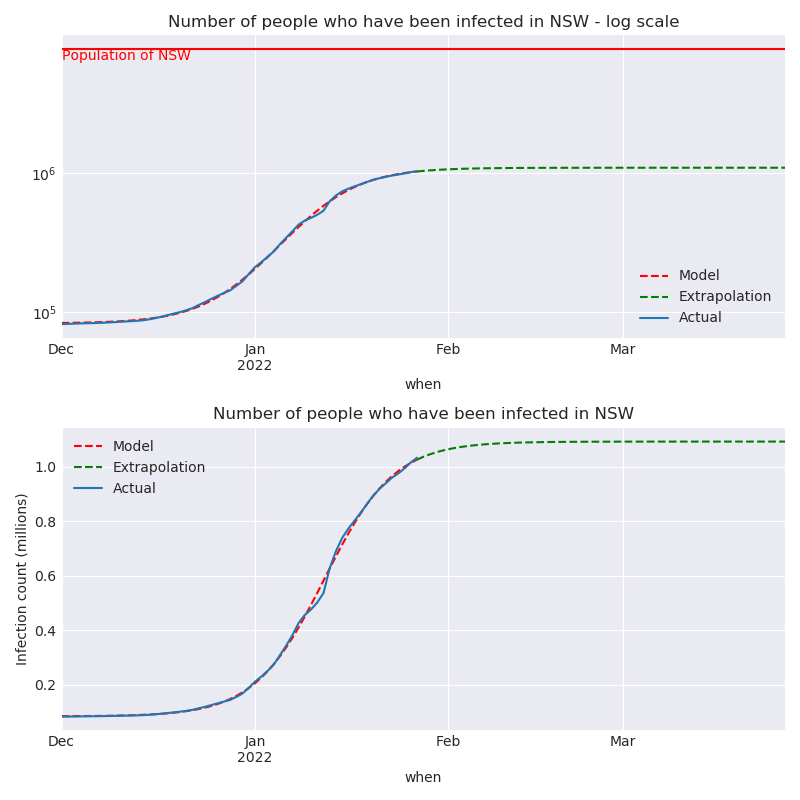 Number of people who have been infected in NSW - log scale
Population of NSW
10^6
10^5
Model
Extrapolation
Actual
Dec
Jan
2022
Feb
Mar
when
Number of people who have been infected in NSW
Model
Extrapolation
Actual
Infection count (millions)
1.0
0.8
0.6
0.4
0.2
Dec
Jan
2022
Feb
Mar
when